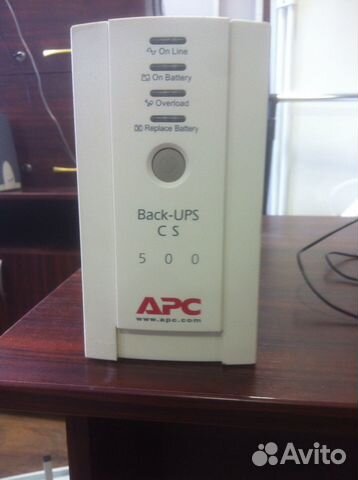 On Line
On Battery
Overload
Replace Battery
Back-UPS
CS
500
APC
www.apc.com
Avito